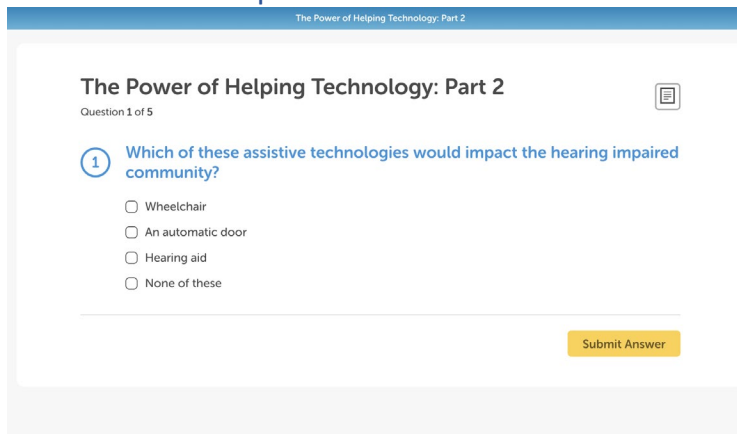 The Power of Helping Technology: Part 2
The Power of Helping Technology: Part 2
Question 1 of 5
1
Which of these assistive technologies would impact the hearing impaired
community?
Wheelchair
An automatic door
Hearing aid
None of these
Submit Answer